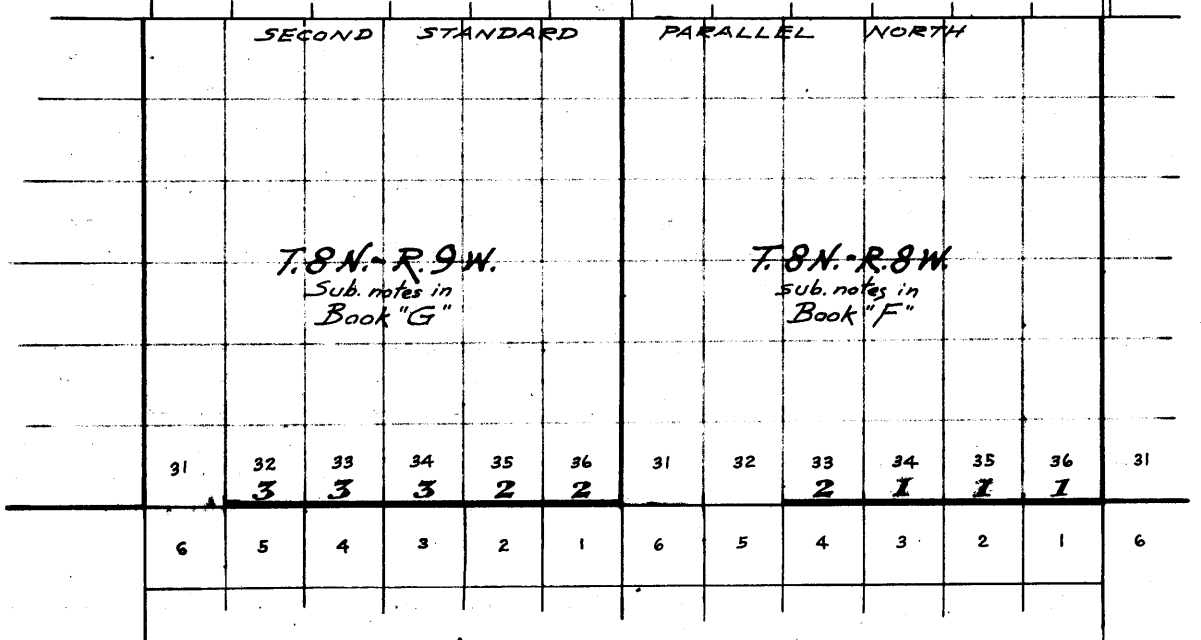 SECOND STANDARD PARALLEL NORTH
T. 8 N. - R. 9 W.
Sub. notes in
Book "G"
T. 8 N. - R. 8 W.
Sub. notes in
Book "F"
31 32 33 34 35 36 31 32 33 34 35 36 31
3 3 3 2 2 2 1 1 1
6 5 4 3 2 1 6 5 4 3 2 1 6